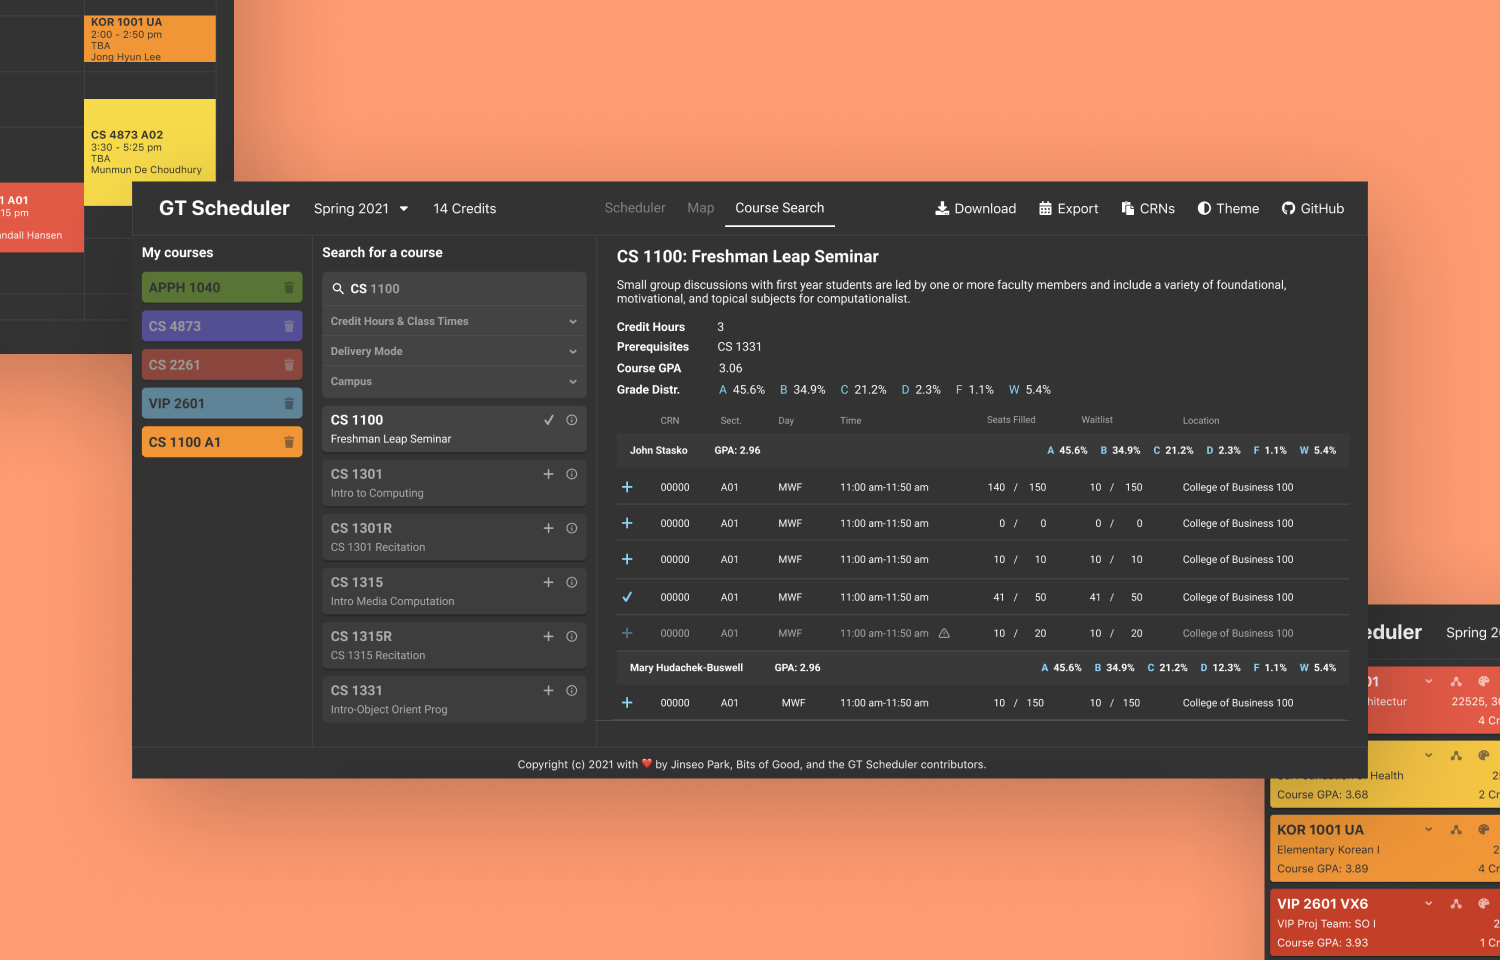 KOR 1001 UA
2:00 - 2:50 pm
TBA
Jong Hyun Lee
CS 4873 A02
3:30 - 5:25 pm
TBA
Munmun De Choudhury
1 A01
15 pm
ndall Hansen
GT Scheduler
Spring 2021
14 Credits
Scheduler
Map
Course Search
Download
Export
CRNs
Theme
GitHub
My courses
APPH 1040
CS 4873
CS 2261
VIP 2601
CS 1100 A1
Search for a course
CS 1100
Credit Hours & Class Times
Delivery Mode
Campus
CS 1100
Freshman Leap Seminar
CS 1301
Intro to Computing
CS 1301R
CS 1301 Recitation
CS 1315
Intro Media Computation
CS 1315R
CS 1315 Recitation
CS 1331
Intro-Object Orient Prog
CS 1100: Freshman Leap Seminar
Small group discussions with first year students are led by one or more faculty members and include a variety of foundational,
motivational, and topical subjects for computationalist.
Credit Hours 3
Prerequisites CS 1331
Course GPA 3.06
Grade Distr. A 45.6% B 34.9% C 21.2% D 2.3% F 1.1% W 5.4%
CRN Sect. Day Time Seats Filled Waitlist Location
John Stasko GPA: 2.96 A 45.6% B 34.9% C 21.2% D 2.3% F 1.1% W 5.4%
00000 A01 MWF 11:00 am-11:50 am 140 / 150 10 / 150 College of Business 100
00000 A01 MWF 11:00 am-11:50 am 0 / 0 0 / 0 College of Business 100
00000 A01 MWF 11:00 am-11:50 am 10 / 10 10 / 10 College of Business 100
00000 A01 MWF 11:00 am-11:50 am 41 / 50 41 / 50 College of Business 100
00000 A01 MWF 11:00 am-11:50 am 10 / 20 10 / 20 College of Business 100
Mary Hudachek-Buswell GPA: 2.96 A 45.6% B 34.9% C 21.2% D 12.3% F 1.1% W 5.4%
00000 A01 MWF 11:00 am-11:50 am 10 / 150 10 / 150 College of Business 100
Copyright (c) 2021 with ❤️ by Jinseo Park, Bits of Good, and the GT Scheduler contributors.
eduler
Spring 2
01
hitectur 22525, 30
4 Cr
Health 2
Course GPA: 3.68 2 Cr
KOR 1001 UA
Elementary Korean I 2
Course GPA: 3.89 4 Cr
VIP 2601 VX6
VIP Proj Team: SO I 2
Course GPA: 3.93 1 Cr